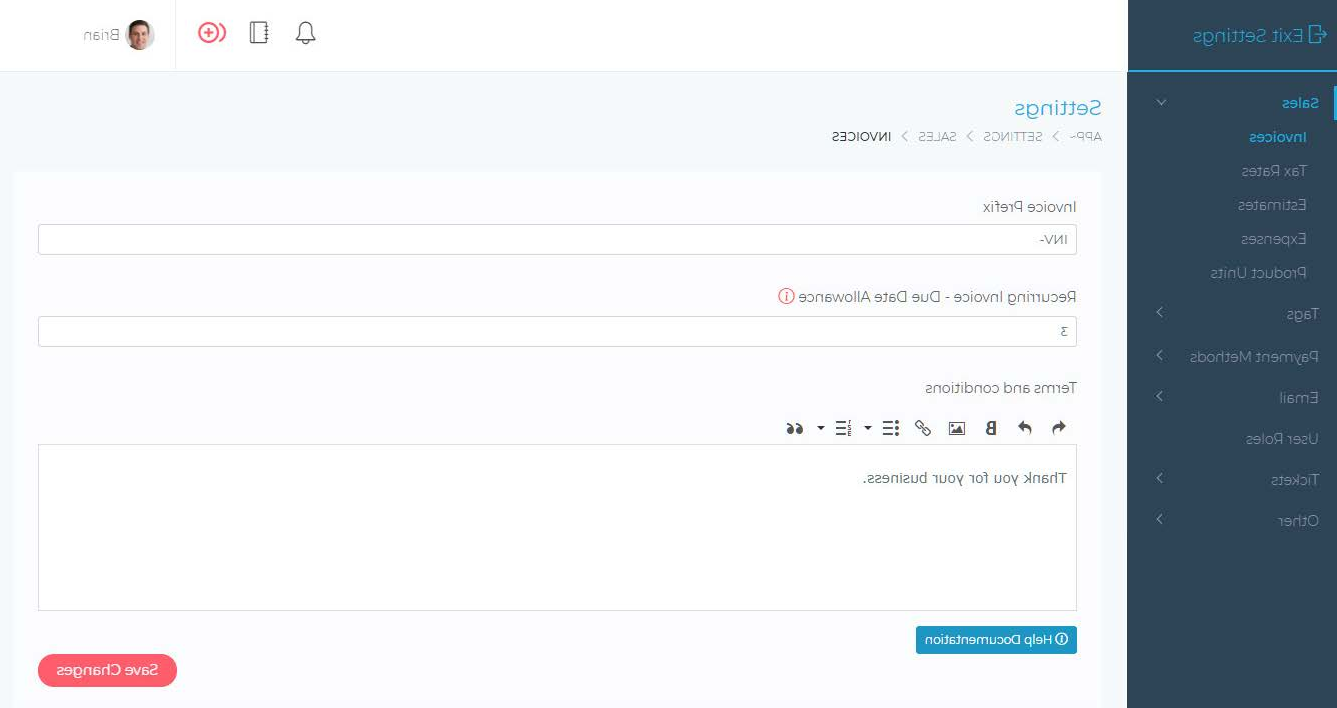 Exit Settings
Brian
Sales
Invoices
Tax Rates
Estimates
Expenses
Product Units
Tags
Payment Methods
Email
User Roles
Tickets
Other
Settings
APP~ > SETTINGS > SALES > INVOICES
Invoice Prefix
INV-
Recurring Invoice - Due Date Allowance
3
Terms and conditions
Thank you for your business.
Help Documentation
Save Changes